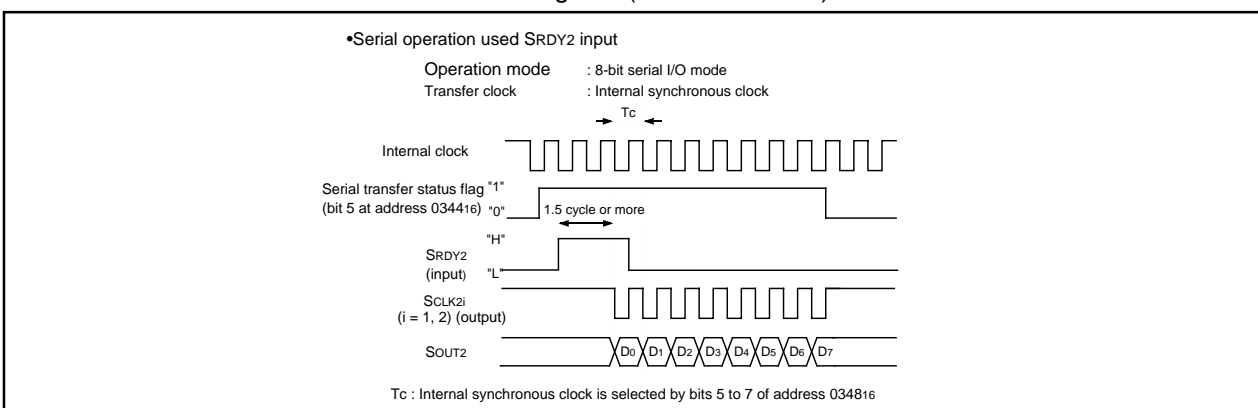 •Serial operation used SRDY2 input
Operation mode : 8-bit serial I/O mode
Transfer clock : Internal synchronous clock
Tc
Internal clock
Serial transfer status flag "1"
(bit 5 at address 034416) "0"
1.5 cycle or more
"H"
SRDY2
(input) "L"
SCLK2i
(i = 1, 2) (output)
SOUT2 D0 D1 D2 D3 D4 D5 D6 D7
Tc : Internal synchronous clock is selected by bits 5 to 7 of address 034816